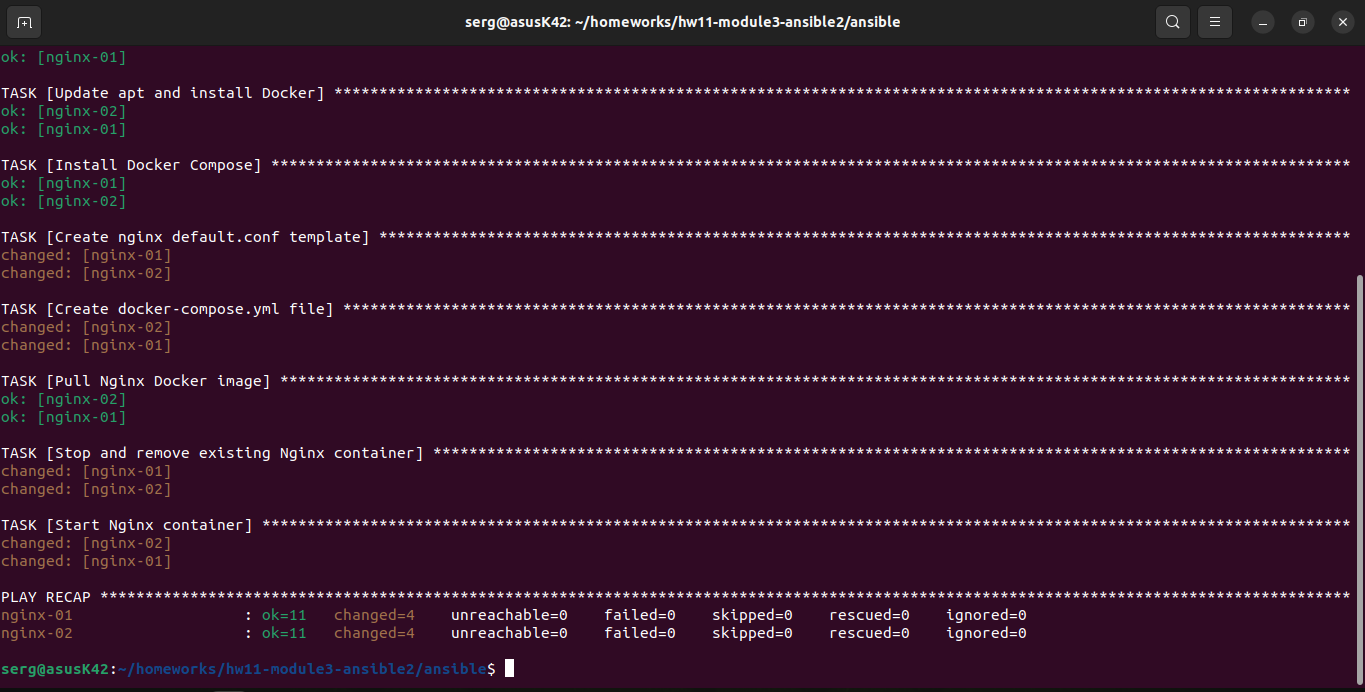 serg@asusK42: ~/homeworks/hw11-module3-ansible2/ansible
ok: [nginx-01]
TASK [Update apt and install Docker] *****************************************************************************************************************
ok: [nginx-02]
ok: [nginx-01]
TASK [Install Docker Compose] ************************************************************************************************************************
ok: [nginx-01]
ok: [nginx-02]
TASK [Create nginx default.conf template] ************************************************************************************************************
changed: [nginx-01]
changed: [nginx-02]
TASK [Create docker-compose.yml file] ****************************************************************************************************************
changed: [nginx-02]
changed: [nginx-01]
TASK [Pull Nginx Docker image] ***********************************************************************************************************************
ok: [nginx-02]
ok: [nginx-01]
TASK [Stop and remove existing Nginx container] ******************************************************************************************************
changed: [nginx-01]
changed: [nginx-02]
TASK [Start Nginx container] *************************************************************************************************************************
changed: [nginx-02]
changed: [nginx-01]
PLAY RECAP *******************************************************************************************************************************************
nginx-01                   : ok=11   changed=4    unreachable=0    failed=0    skipped=0    rescued=0    ignored=0
nginx-02                   : ok=11   changed=4    unreachable=0    failed=0    skipped=0    rescued=0    ignored=0
serg@asusK42:~/homeworks/hw11-module3-ansible2/ansible$